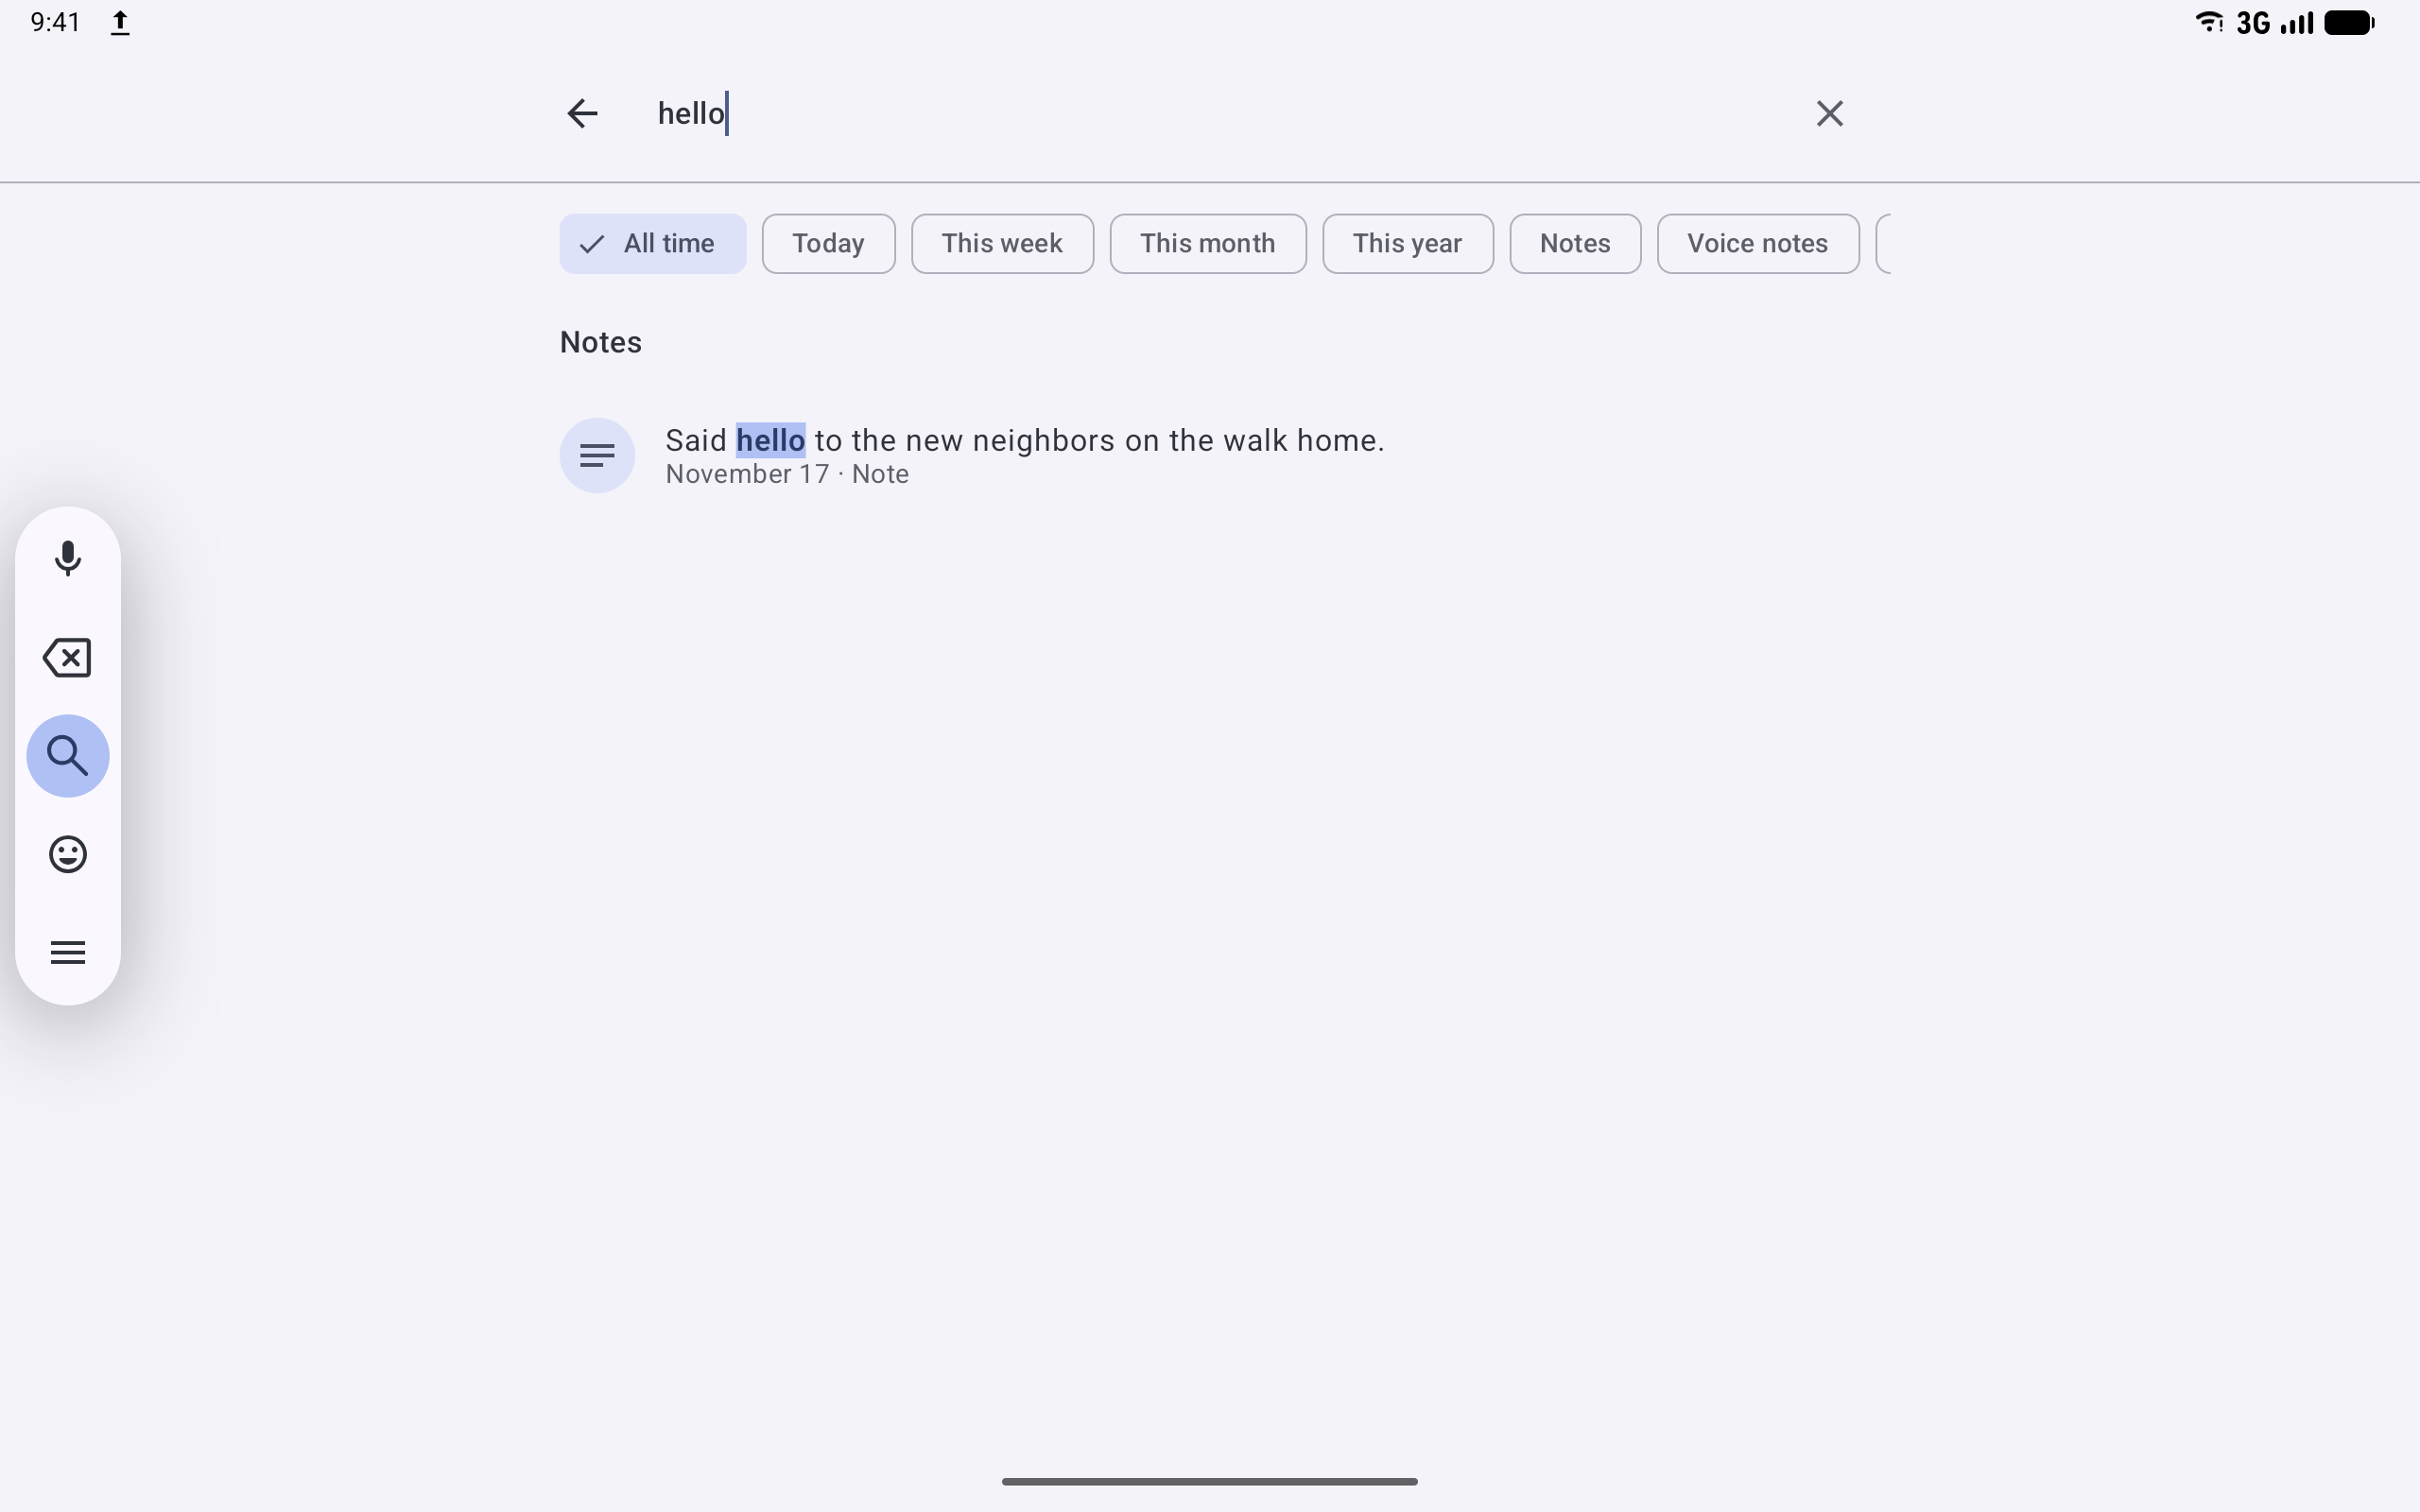 9:41
3G
hello
All time
Today
This week
This month
This year
Notes
Voice notes
Notes
Said hello to the new neighbors on the walk home.
November 17 · Note